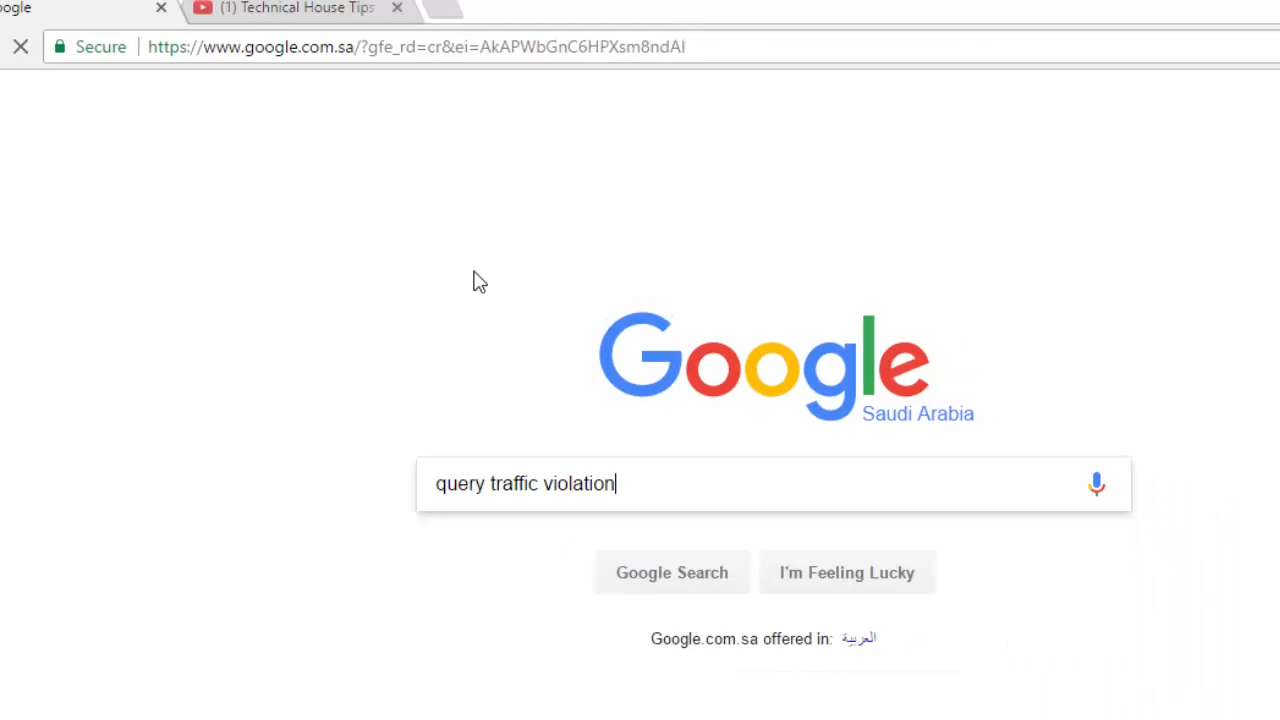 oogle
(1) Technical House Tips
Secure
https://www.google.com.sa/?gfe_rd=cr&ei=AkAPWbGnC6HPXsm8ndAI
Google
Saudi Arabia
query traffic violation
Google Search
I'm Feeling Lucky
Google.com.sa offered in: العربية